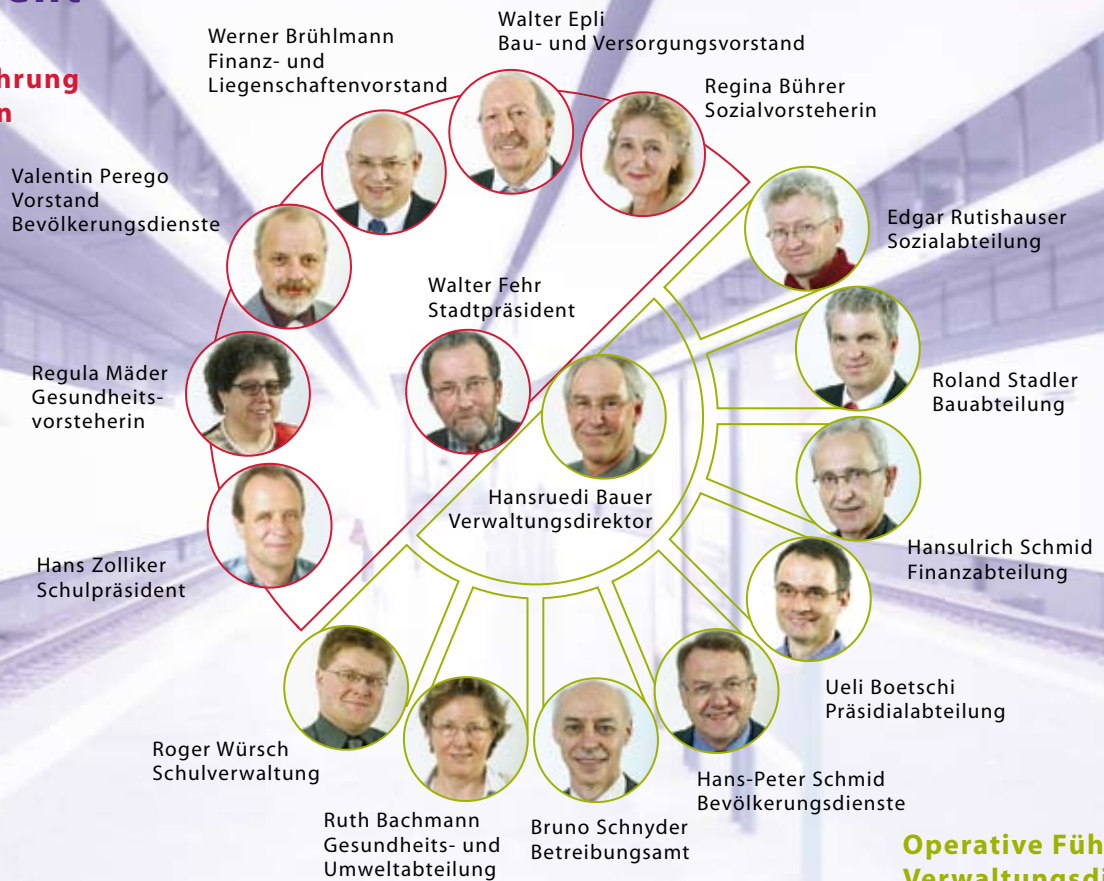 Walter Epli
Bau- und Versorgungsvorstand
Werner Brühlmann
Finanz- und
Liegenschaftenvorstand
Regina Bührer
Sozialvorsteherin
Valentin Perego
Vorstand
Bevölkerungsdienste
Edgar Rutishauser
Sozialabteilung
Walter Fehr
Stadtpräsident
Regula Mäder
Gesundheits-
vorsteherin
Roland Stadler
Bauabteilung
Hansruedi Bauer
Verwaltungsdirektor
Hans Zolliker
Schulpräsident
Hansulrich Schmid
Finanzabteilung
Ueli Boetschi
Präsidialabteilung
Roger Würsch
Schulverwaltung
Hans-Peter Schmid
Bevölkerungsdienste
Ruth Bachmann
Gesundheits- und
Umweltabteilung
Bruno Schnyder
Betreibungsamt
Operative